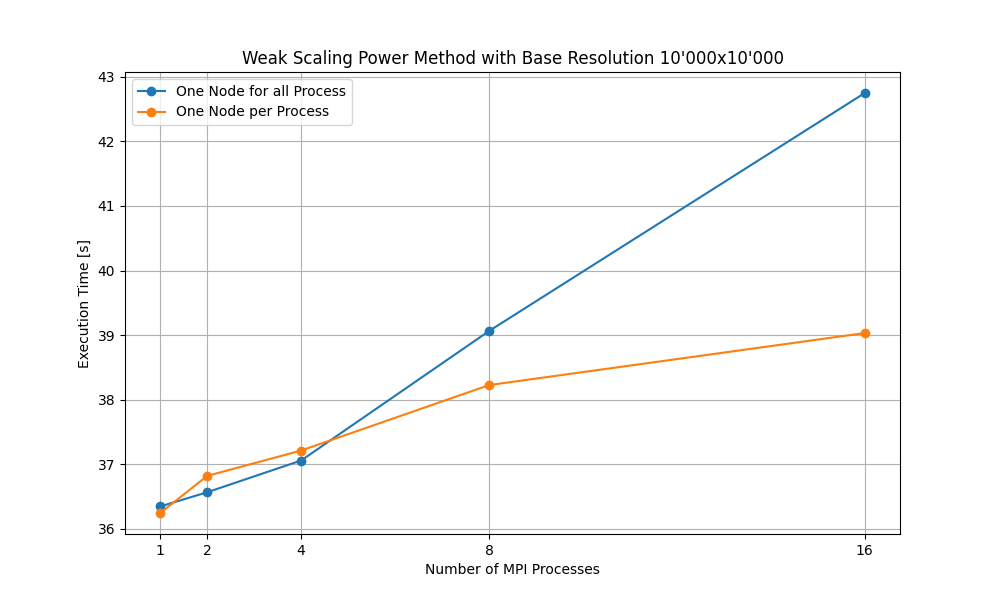 Weak Scaling Power Method with Base Resolution 10'000x10'000
One Node for all Process
One Node per Process
43
42
41
40
39
38
37
36
Execution Time [s]
1 2 4 8 16
Number of MPI Processes